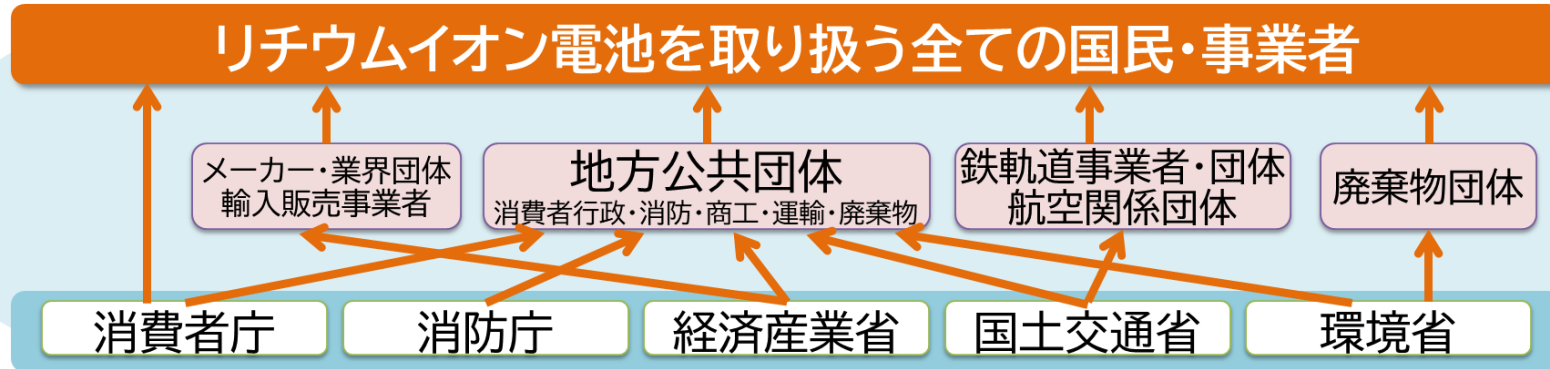 リチウムイオン電池を取り扱う全ての国民・事業者
メーカー・業界団体
輸入販売事業者
地方公共団体
消費者行政・消防・商工・運輸・廃棄物
鉄軌道事業者・団体
航空関係団体
廃棄物団体
消費者庁
消防庁
経済産業省
国土交通省
環境省